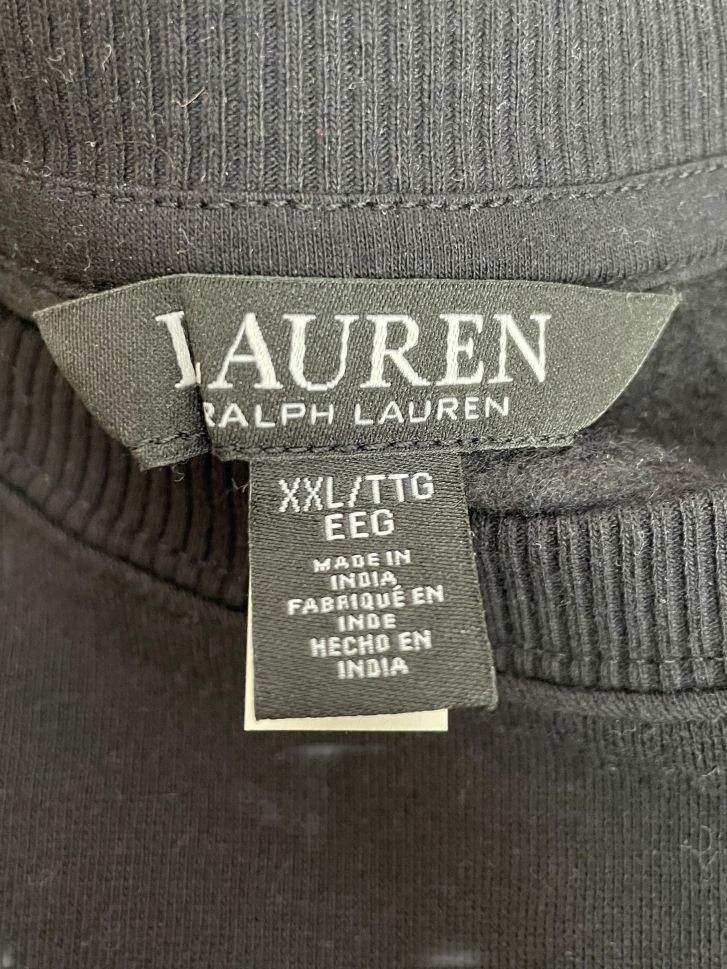 LAUREN
RALPH LAUREN
XXL/TTG
EEG
MADE IN
INDIA
FABRIQUÉ EN
INDE
HECHO EN
INDIA